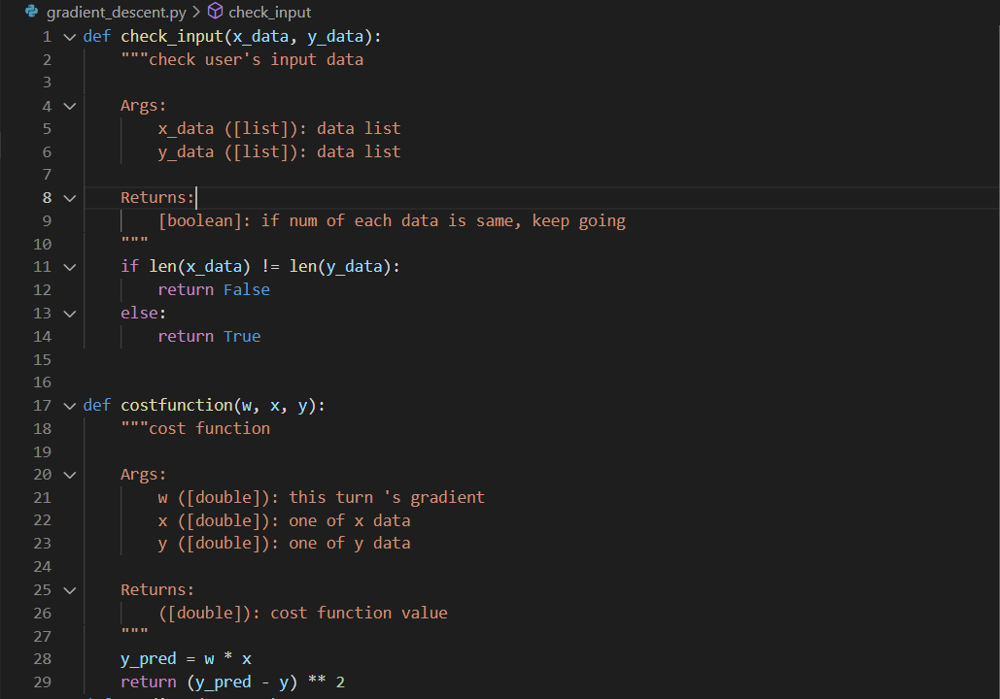 gradient_descent.py > check_input
1 def check_input(x_data, y_data):
2 """check user's input data
3
4 Args:
5 x_data ([list]): data list
6 y_data ([list]): data list
7
8 Returns:
9 [boolean]: if num of each data is same, keep going
10 """
11 if len(x_data) != len(y_data):
12 return False
13 else:
14 return True
15
16
17 def costfunction(w, x, y):
18 """cost function
19
20 Args:
21 w ([double]): this turn 's gradient
22 x ([double]): one of x data
23 y ([double]): one of y data
24
25 Returns:
26 ([double]): cost function value
27 """
28 y_pred = w * x
29 return (y_pred - y) ** 2